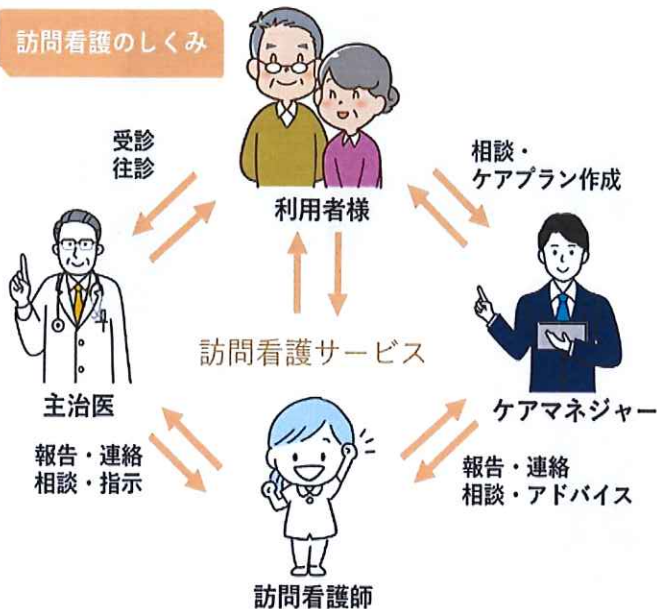 訪問看護のしくみ
受診
往診
相談・
ケアプラン作成
利用者様
訪問看護サービス
主治医
ケアマネジャー
報告・連絡
相談・指示
報告・連絡
相談・アドバイス
訪問看護師